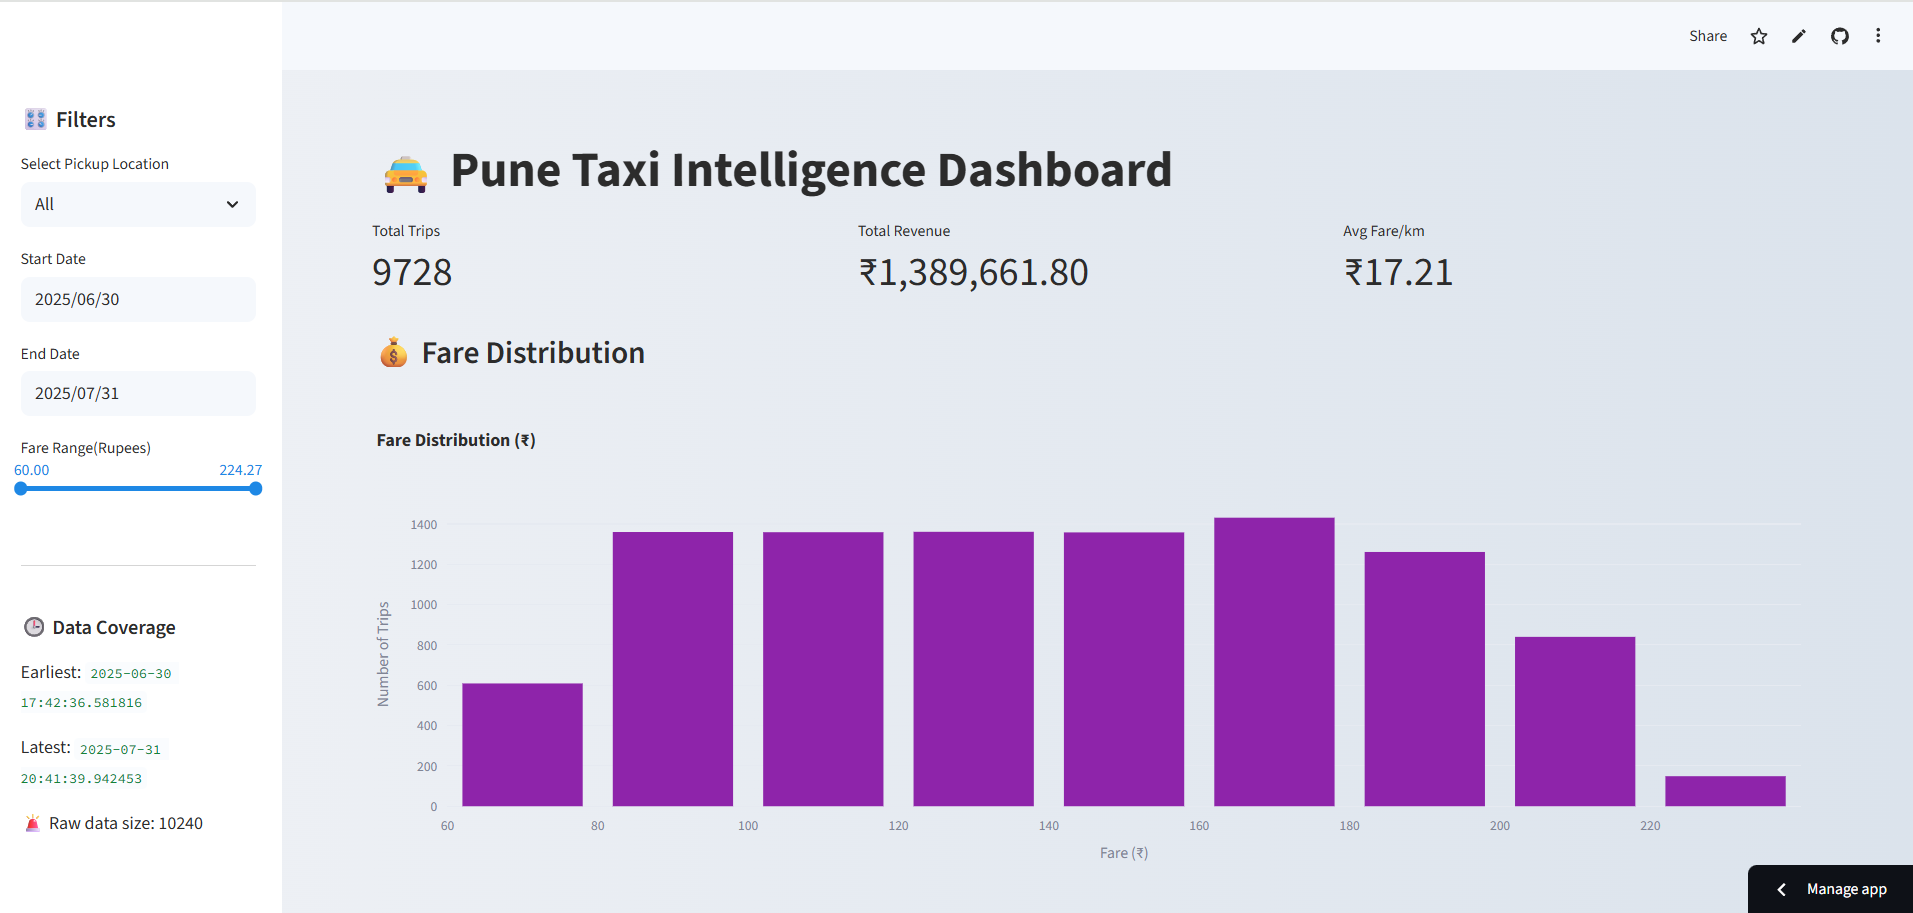 Share
Filters
Select Pickup Location
All
Start Date
2025/06/30
End Date
2025/07/31
Fare Range(Rupees)
60.00 224.27
Data Coverage
Earliest: 2025-06-30
17:42:36.581816
Latest: 2025-07-31
20:41:39.942453
Raw data size: 10240
Pune Taxi Intelligence Dashboard
Total Trips
9728
Total Revenue
₹1,389,661.80
Avg Fare/km
₹17.21
Fare Distribution
Fare Distribution (₹)
Number of Trips
1400
1200
1000
800
600
400
200
0
60 80 100 120 140 160 180 200 220
Fare (₹)
Manage app